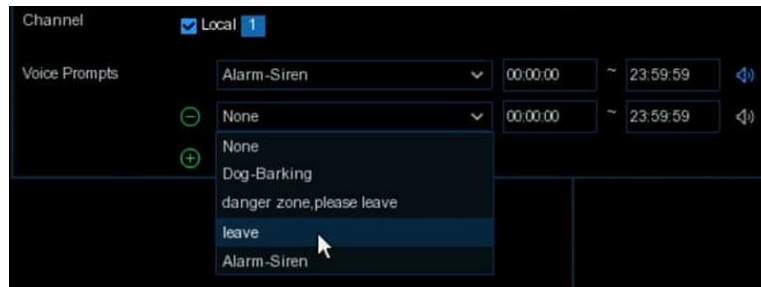 Channel Local 1
Voice Prompts Alarm-Siren 00:00:00 ~ 23:59:59
None 00:00:00 ~ 23:59:59
None
Dog-Barking
danger zone,please leave
leave
Alarm-Siren